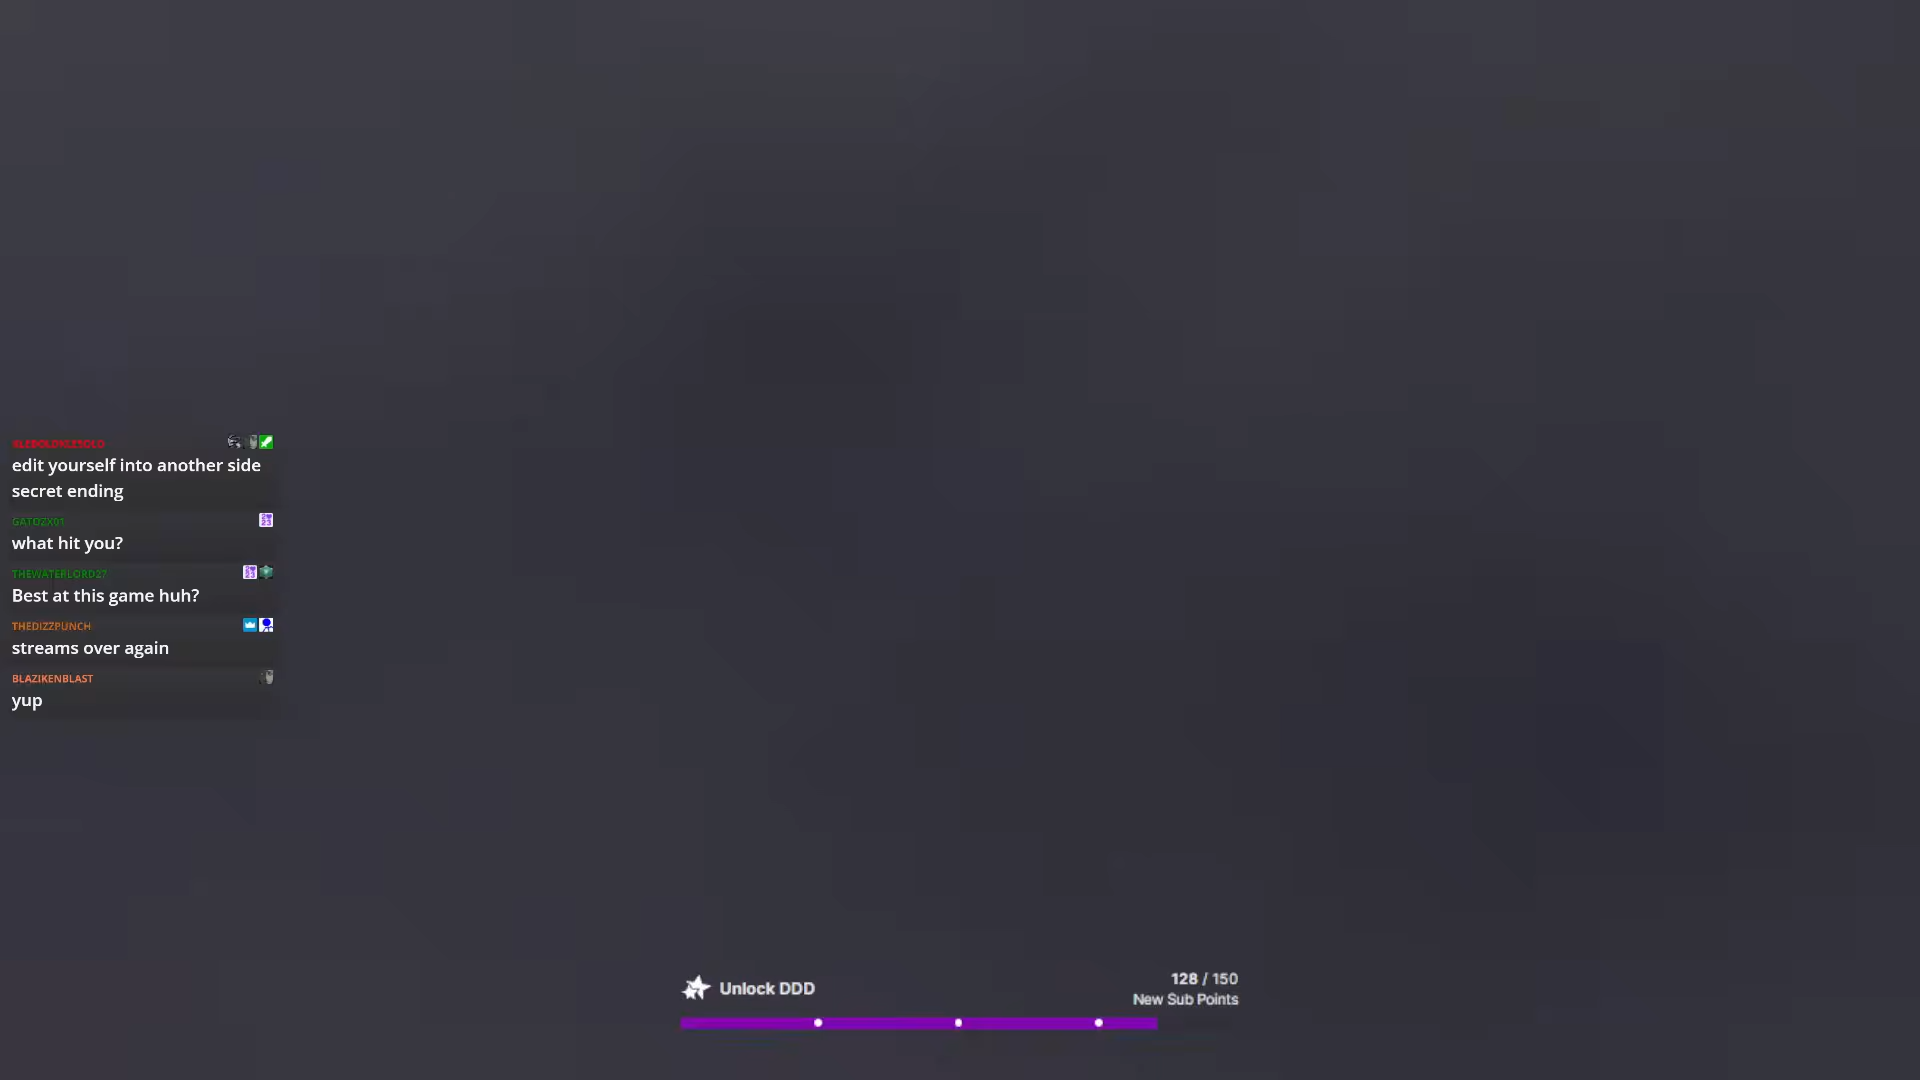 edit yourself into another side
secret ending
GATOZX01
what hit you?
THEWATERLORD27
Best at this game huh?
THEDIZZPUNCH
streams over again
BLAZIKENBLAST
yup
Unlock DDD
128 / 150
New Sub Points